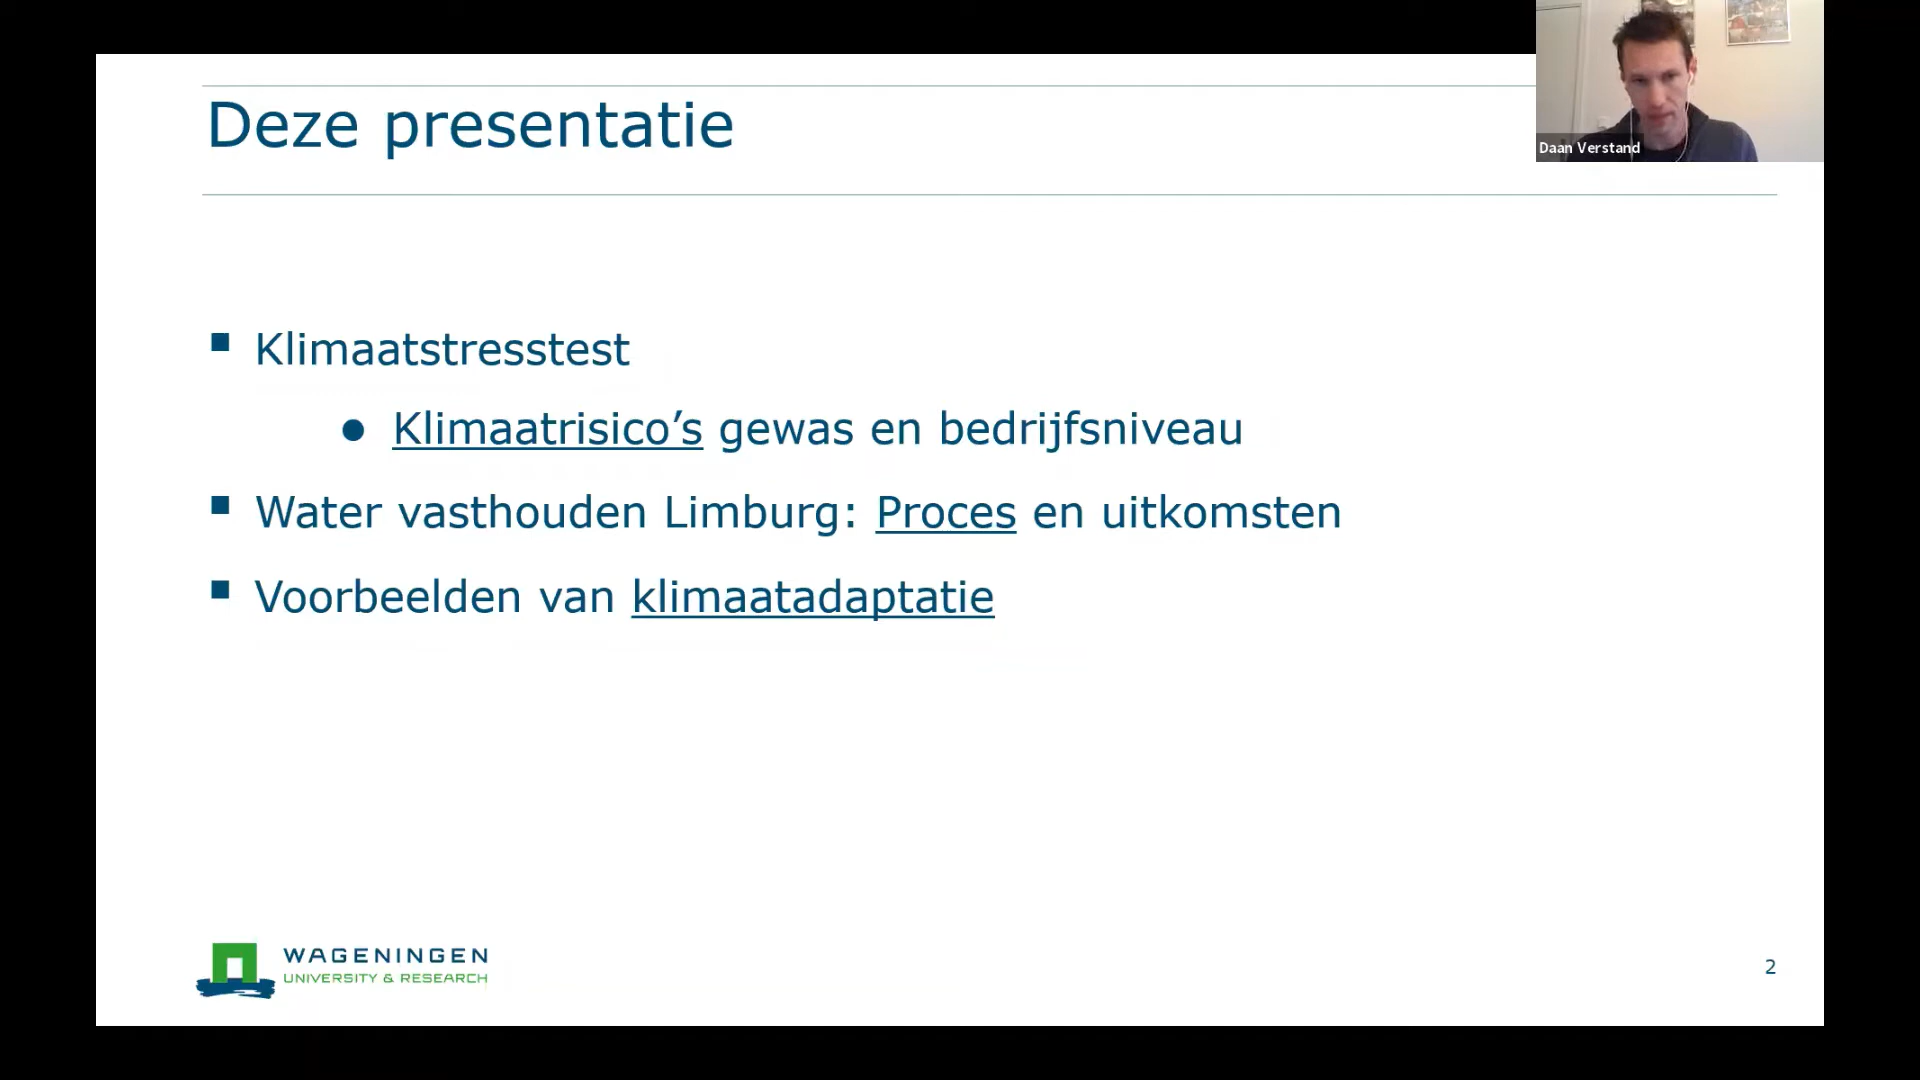 Deze presentatie
Daan Verstand
Klimaatstresstest
Klimaatrisico’s gewas en bedrijfsniveau
Water vasthouden Limburg: Proces en uitkomsten
Voorbeelden van klimaatadaptatie
WAGENINGEN
UNIVERSITY & RESEARCH
2